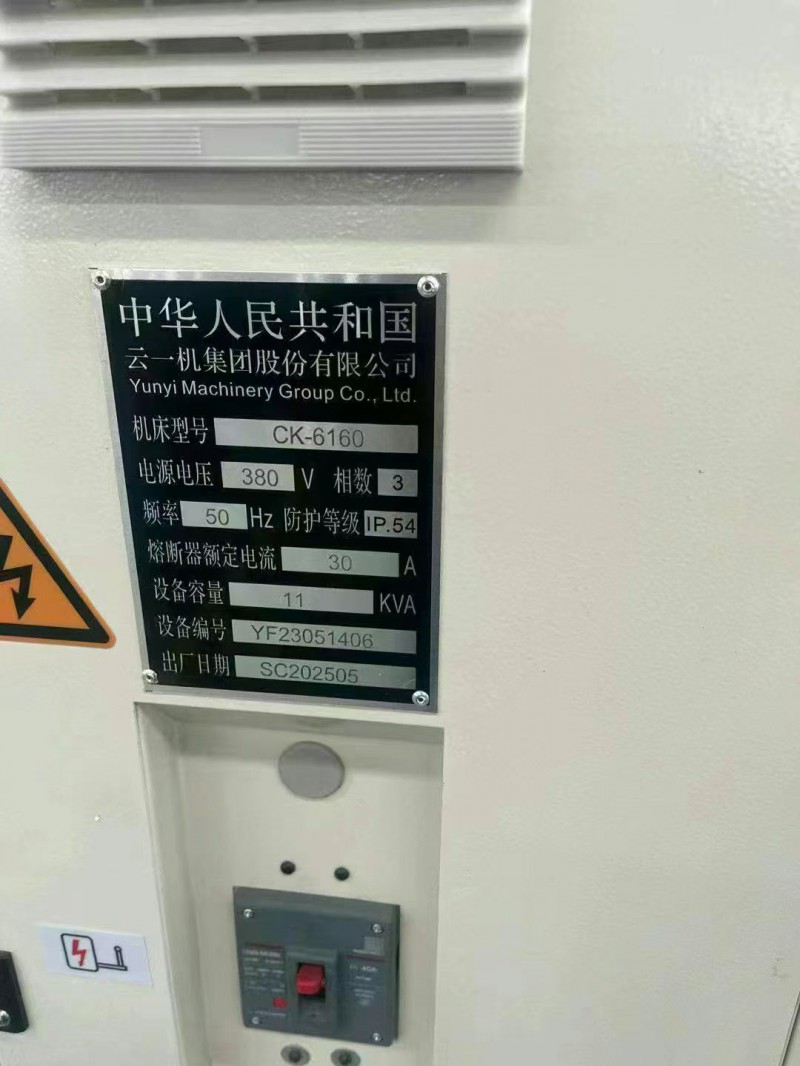 中华人民共和国
云一机集团股份有限公司
Yunyi Machinery Group Co., Ltd.
机床型号 CK-6160
电源电压 380 V 相数 3
频率 50 Hz 防护等级 IP.54
熔断器额定电流 30 A
设备容量 11 KVA
设备编号 YF23051406
出厂日期 SC202505